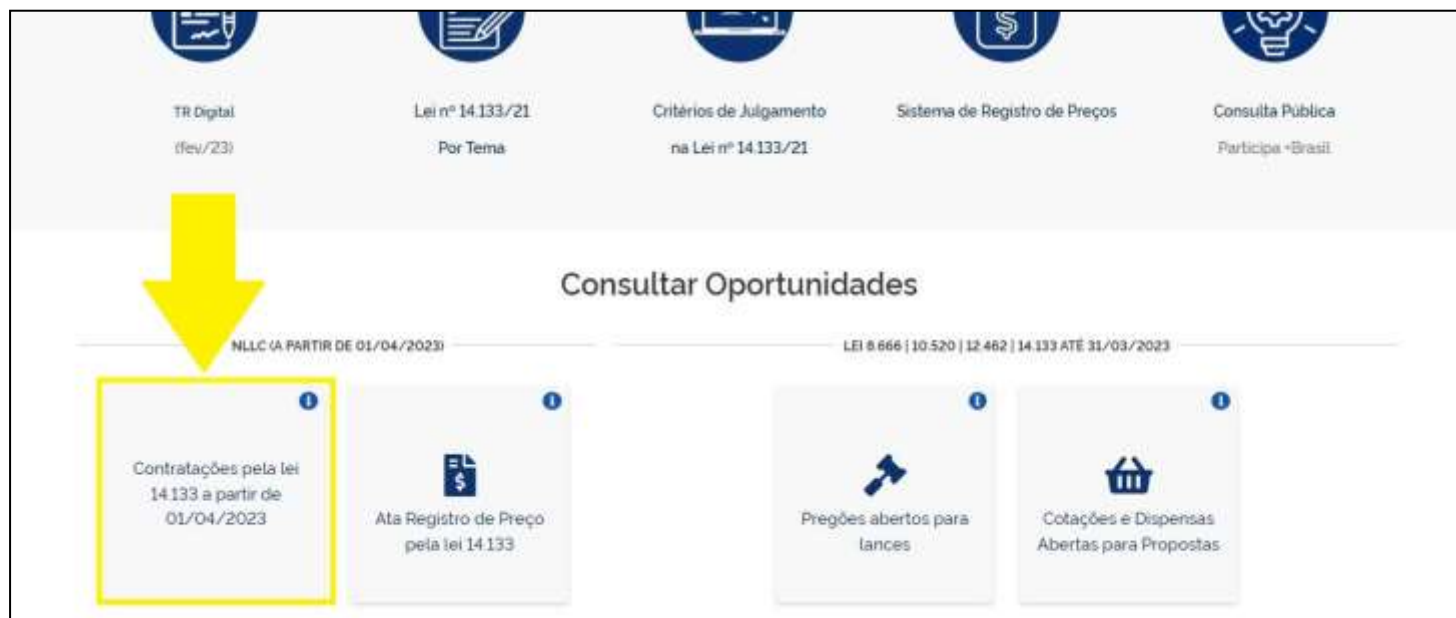 TR Digital
(fev/23)
Lei nº 14.133/21
Por Tema
Critérios de Julgamento
na Lei nº 14.133/21
Sistema de Registro de Preços
Consulta Pública
Participa +Brasil
Consultar Oportunidades
NLLC (A PARTIR DE 01/04/2023)
LEI 8.666 | 10.520 | 12.462 | 14.133 ATÉ 31/03/2023
Contratações pela lei
14.133 a partir de
01/04/2023
Ata Registro de Preço
pela lei 14.133
Pregões abertos para
lances
Cotações e Dispensas
Abertas para Propostas